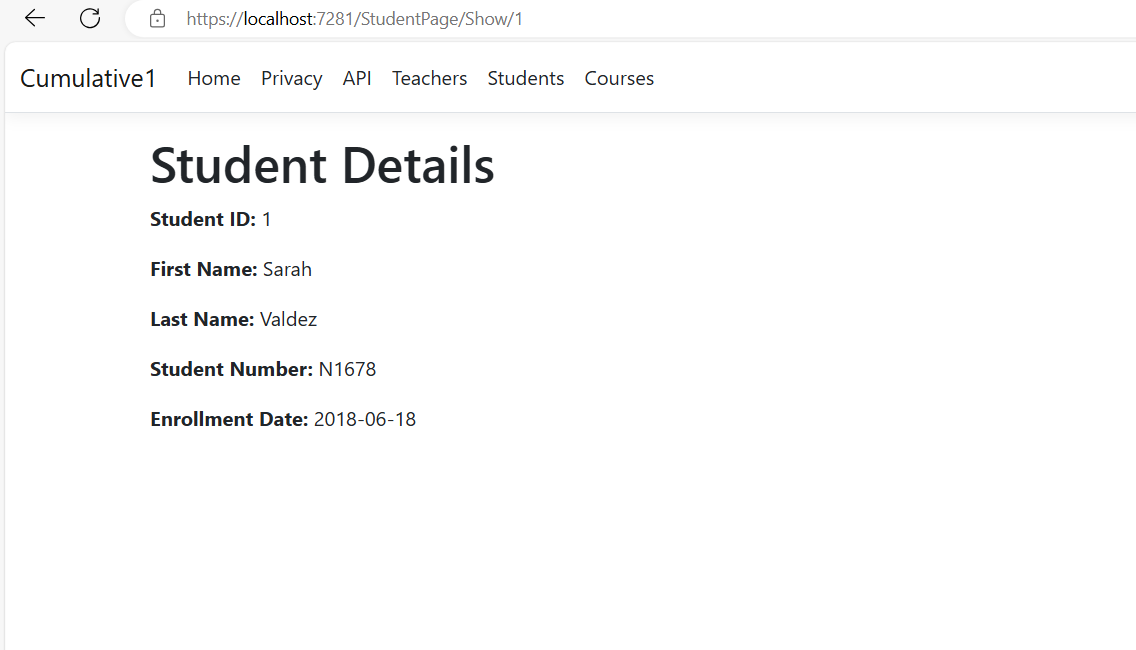 https://localhost:7281/StudentPage/Show/1
Cumulative1 Home Privacy API Teachers Students Courses
Student Details
Student ID: 1
First Name: Sarah
Last Name: Valdez
Student Number: N1678
Enrollment Date: 2018-06-18